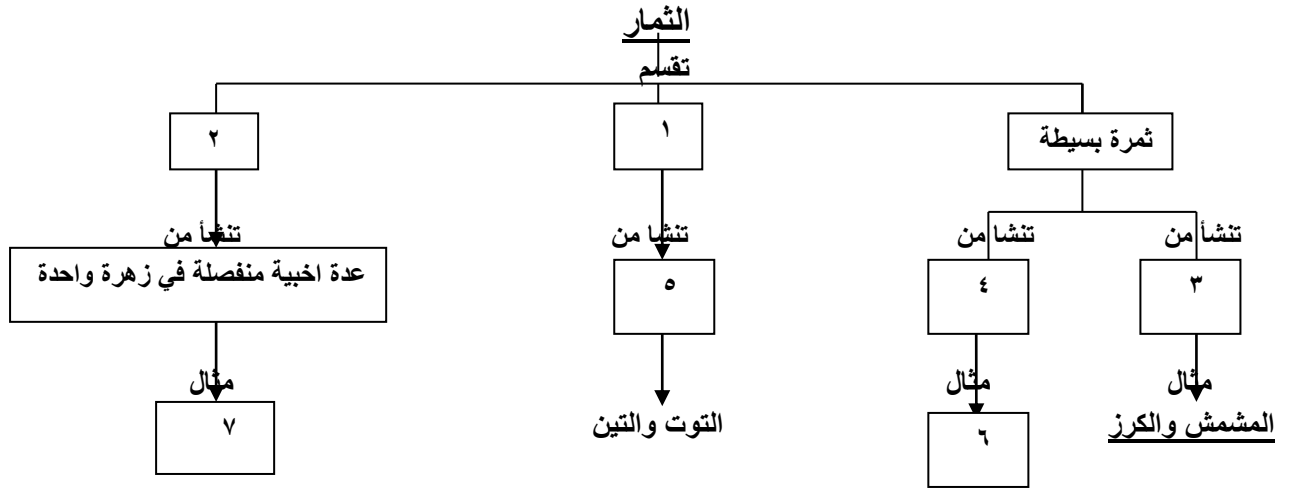 الثمار
تقسم
ثمرة بسيطة
١
٢
تنشأ من
تنشا من
تنشا من
تنشأ من
٣
٤
٥
عدة اخبية منفصلة في زهرة واحدة
مثال
مثال
مثال
المشمش والكرز
٦
التوت والتين
٧